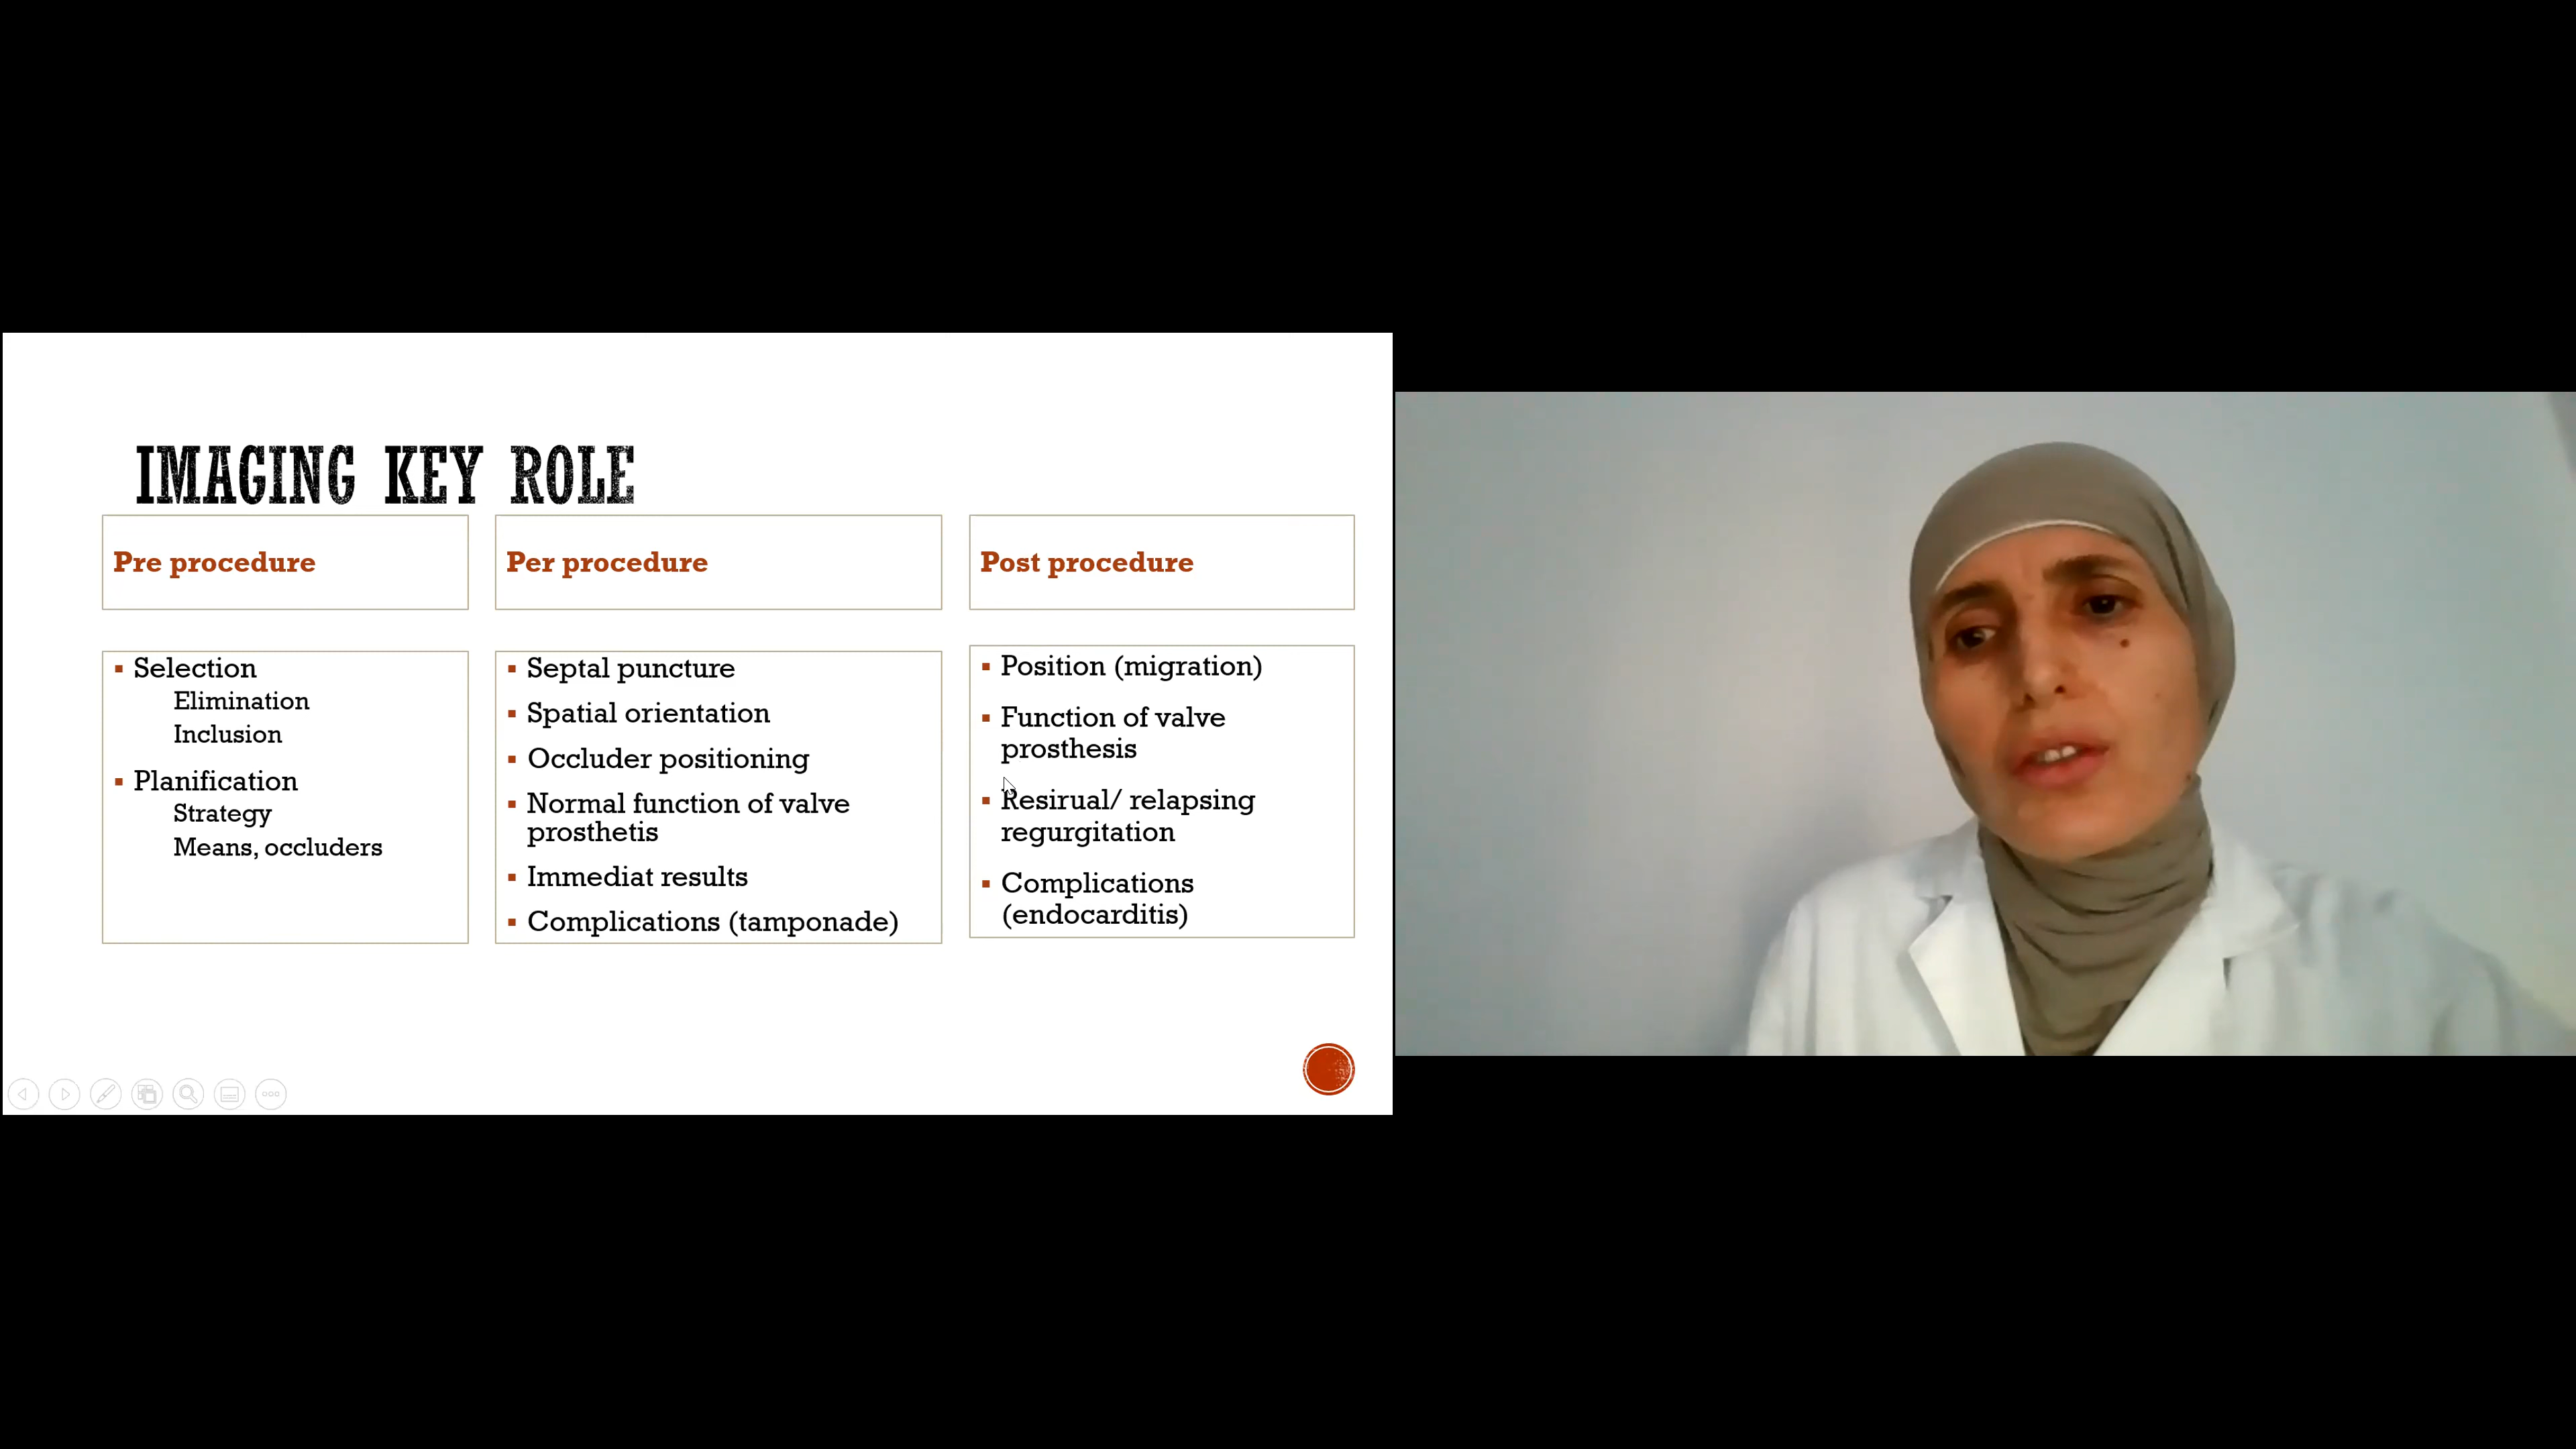 IMAGING KEY ROLE
Pre procedure
Selection
Elimination
Inclusion
Planification
Strategy
Means, occluders
Per procedure
Septal puncture
Spatial orientation
Occluder positioning
Normal function of valve
prosthetis
Immediat results
Complications (tamponade)
Post procedure
Position (migration)
Function of valve
prosthesis
Resirual/ relapsing
regurgitation
Complications
(endocarditis)